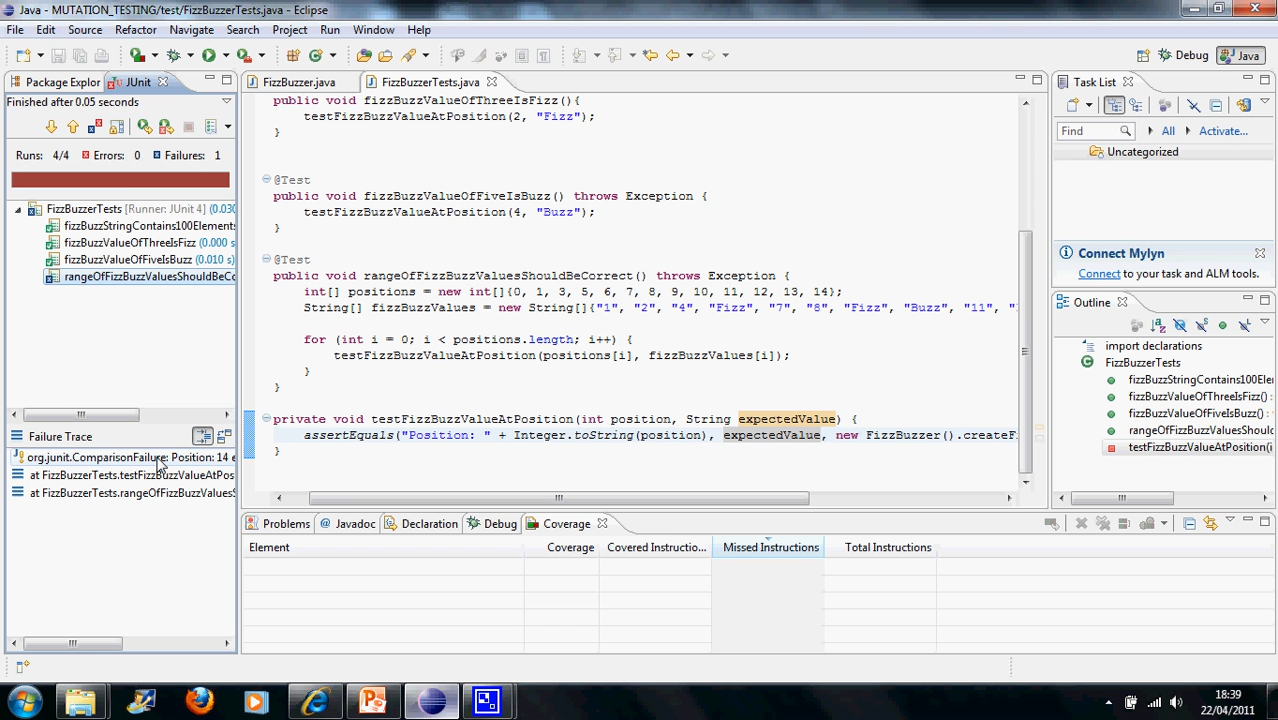 Java - MUTATION_TESTING/test/FizzBuzzerTests.java - Eclipse
File Edit Source Refactor Navigate Search Project Run Window Help
Debug Java
Package Explor JUnit
Finished after 0.05 seconds
Runs: 4/4 Errors: 0 Failures: 1
FizzBuzzerTests [Runner: JUnit 4] (0.030
fizzBuzzStringContains100Elements
fizzBuzzValueOfThreeIsFizz (0.000 s
fizzBuzzValueOfFiveIsBuzz (0.010 s)
rangeOfFizzBuzzValuesShouldBeCo
Failure Trace
org.junit.ComparisonFailure: Position: 14 e
at FizzBuzzerTests.testFizzBuzzValueAtPos
at FizzBuzzerTests.rangeOfFizzBuzzValuesS
FizzBuzzer.java FizzBuzzerTests.java
public void fizzBuzzValueOfThreeIsFizz(){
testFizzBuzzValueAtPosition(2, "Fizz");
}
@Test
public void fizzBuzzValueOfFiveIsBuzz() throws Exception {
testFizzBuzzValueAtPosition(4, "Buzz");
}
@Test
public void rangeOfFizzBuzzValuesShouldBeCorrect() throws Exception {
int[] positions = new int[]{0, 1, 3, 5, 6, 7, 8, 9, 10, 11, 12, 13, 14};
String[] fizzBuzzValues = new String[]{"1", "2", "4", "Fizz", "7", "8", "Fizz", "Buzz", "11", "
for (int i = 0; i < positions.length; i++) {
testFizzBuzzValueAtPosition(positions[i], fizzBuzzValues[i]);
}
}
private void testFizzBuzzValueAtPosition(int position, String expectedValue) {
assertEquals("Position: " + Integer.toString(position), expectedValue, new FizzBuzzer().createFi
}
Problems Javadoc Declaration Debug Coverage
Element Coverage Covered Instructio... Missed Instructions Total Instructions
Task List
Find All Activate...
Uncategorized
Connect Mylyn
Connect to your task and ALM tools.
Outline
import declarations
FizzBuzzerTests
fizzBuzzStringContains100Elem
fizzBuzzValueOfThreeIsFizz() :
fizzBuzzValueOfFiveIsBuzz() :
rangeOfFizzBuzzValuesShould
testFizzBuzzValueAtPosition(i
18:39
22/04/2011